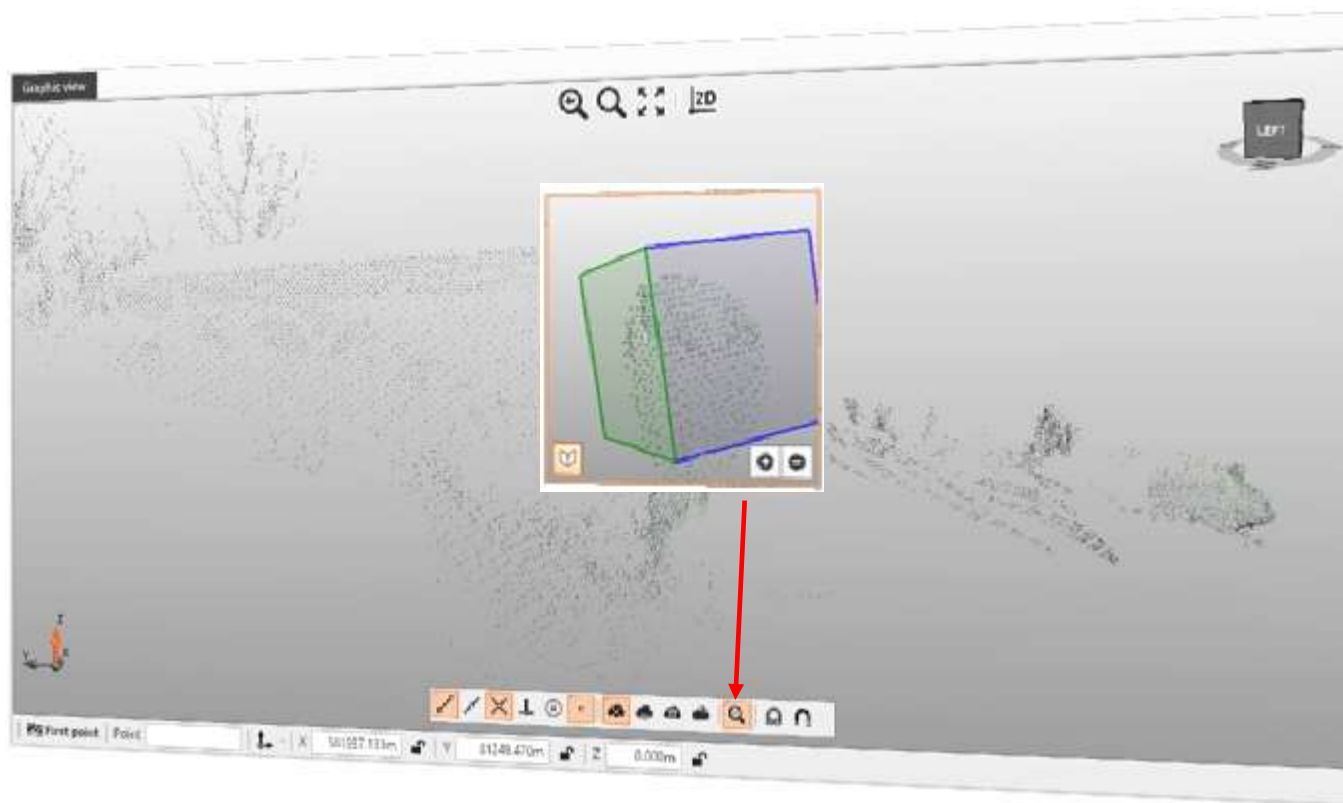 Graphic view
2D
LEFT
Z
Y
X
First point
Point
X
Y
Z
0.000m